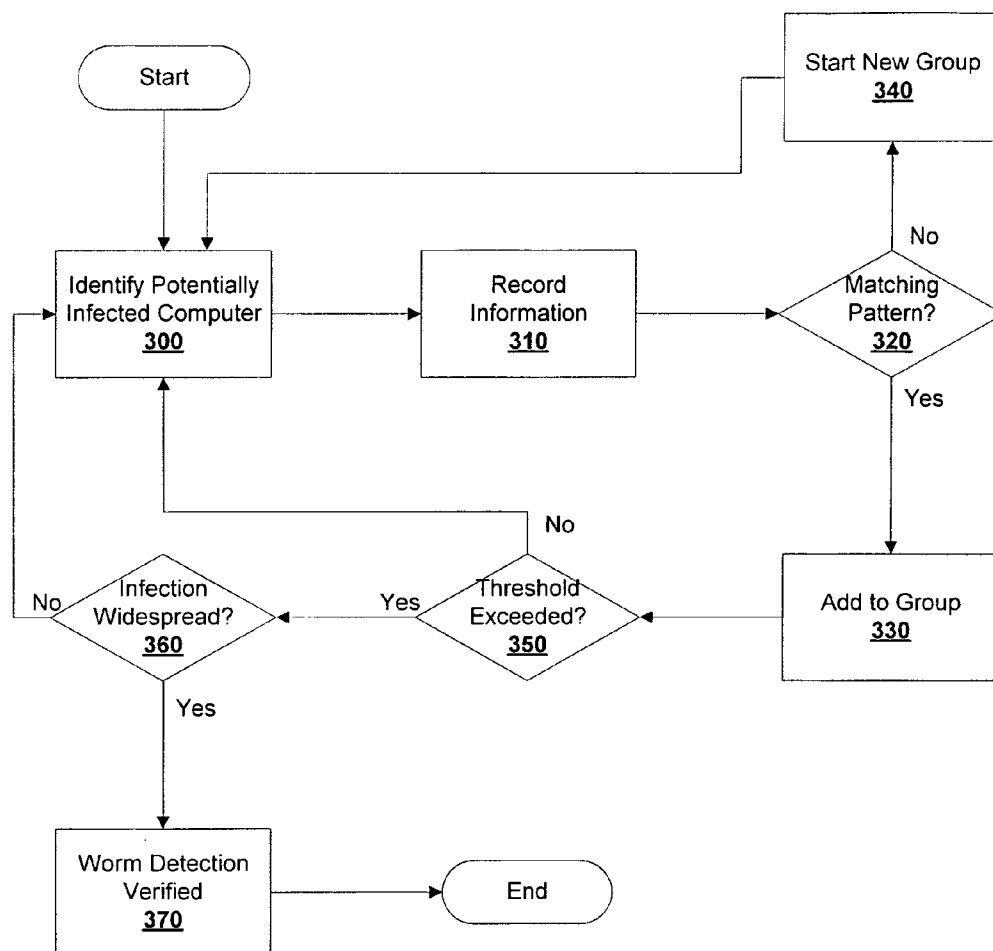 Start
Start New Group
340
No
Identify Potentially
Infected Computer
300
Record
Information
310
Matching
Pattern?
320
Yes
No
Infection
Widespread?
360
No
Yes
Threshold
Exceeded?
350
Add to Group
330
Yes
Worm Detection
Verified
370
End